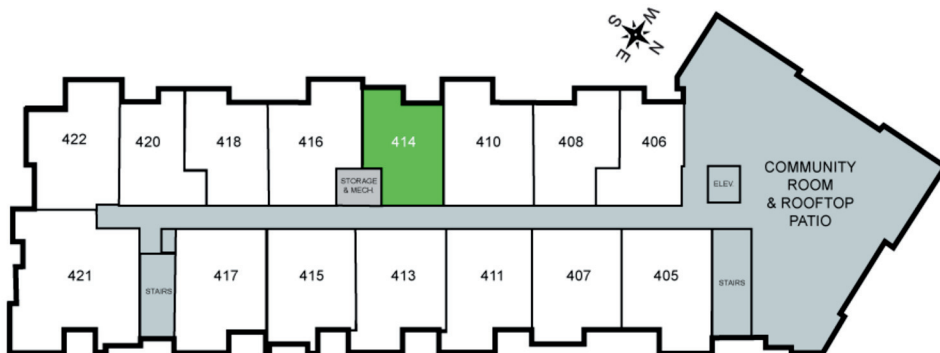 W
S
N
E
422
420
418
416
414
410
408
406
STORAGE
& MECH.
ELEV.
COMMUNITY
ROOM
& ROOFTOP
PATIO
421
STAIRS
417
415
413
411
407
405
STAIRS